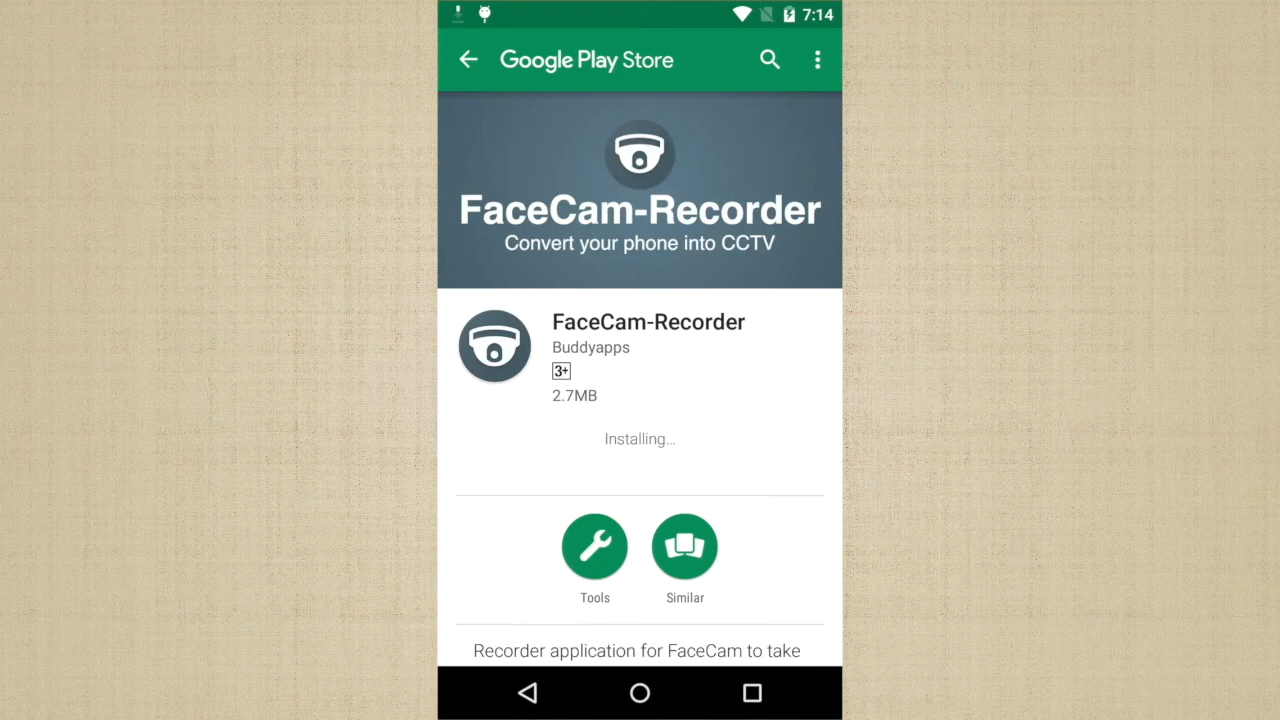 7:14
Google Play Store
FaceCam-Recorder
Convert your phone into CCTV
FaceCam-Recorder
Buddyapps
3+
2.7MB
Installing...
Tools
Similar
Recorder application for FaceCam to take